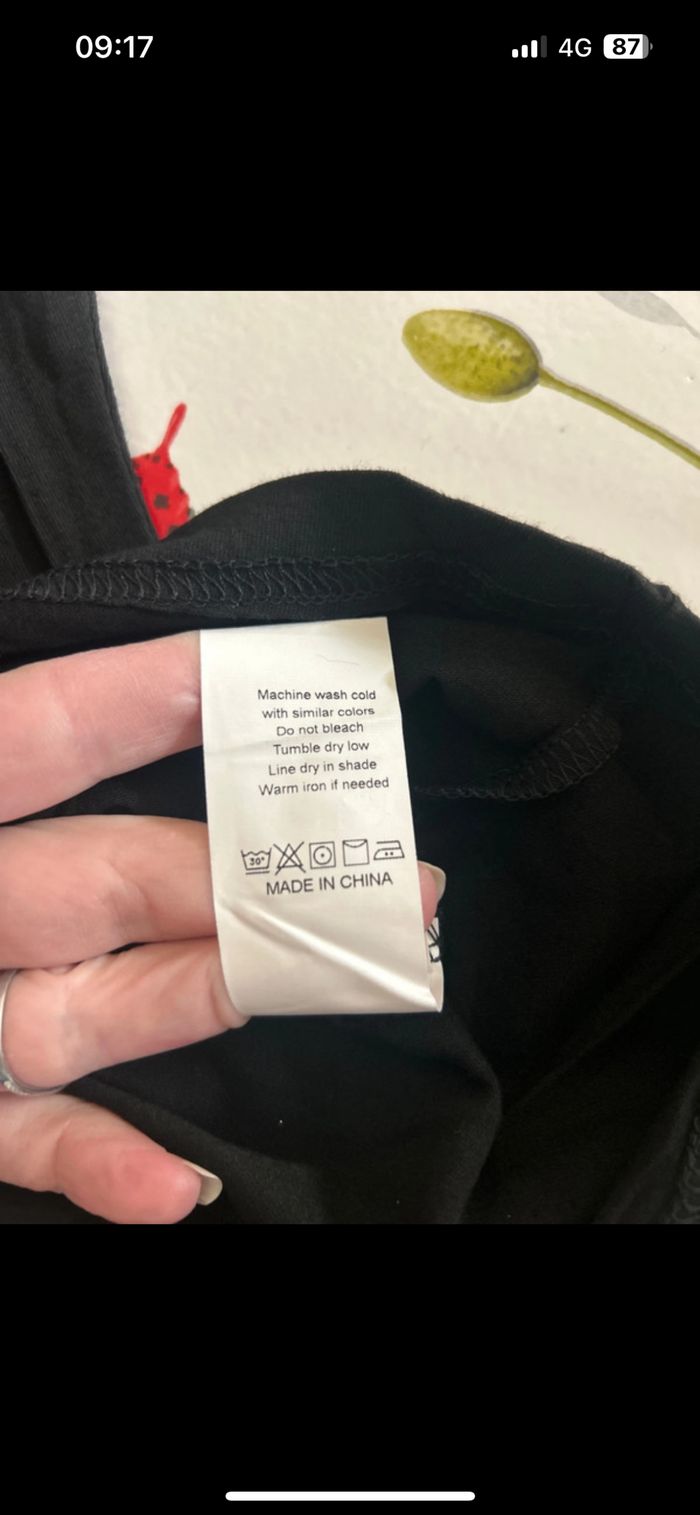 09:17
4G 87
Machine wash cold
with similar colors
Do not bleach
Tumble dry low
Line dry in shade
Warm iron if needed
30°
MADE IN CHINA